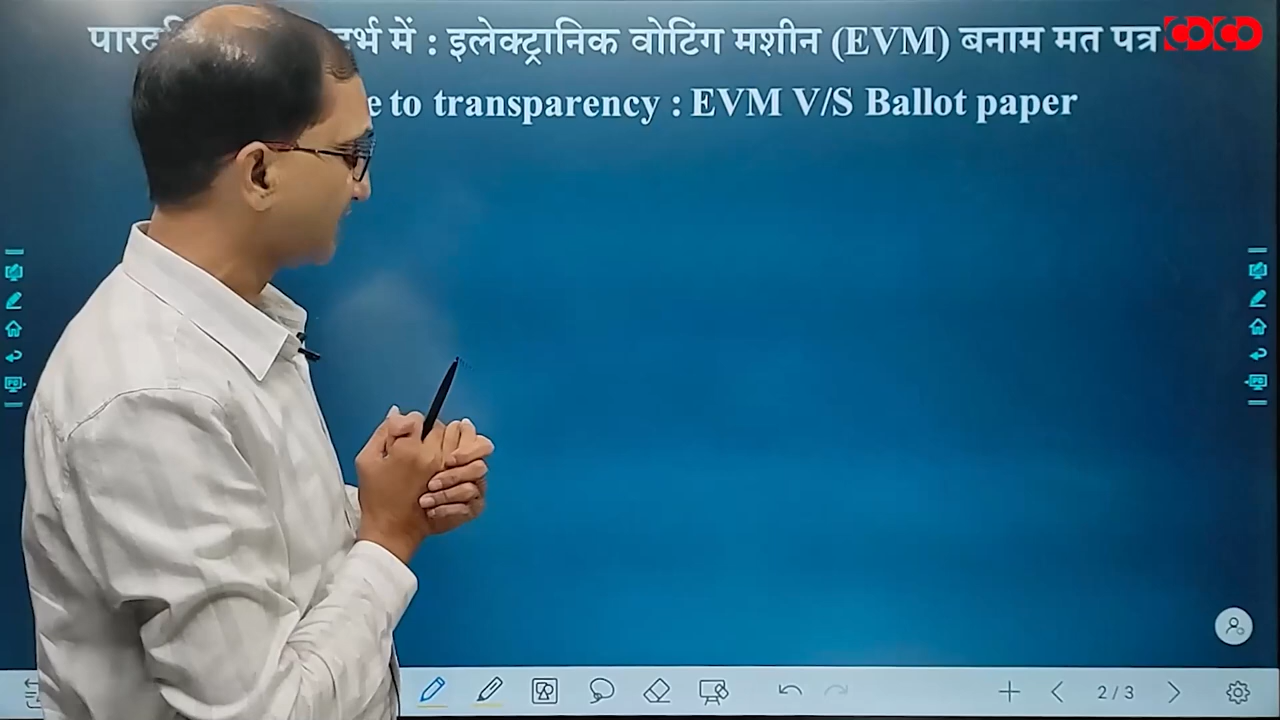 में : इलेक्ट्रानिक वोटिंग मशीन (EVM) बनाम मत पत्र
to transparency : EVM V/S Ballot paper
2 / 3